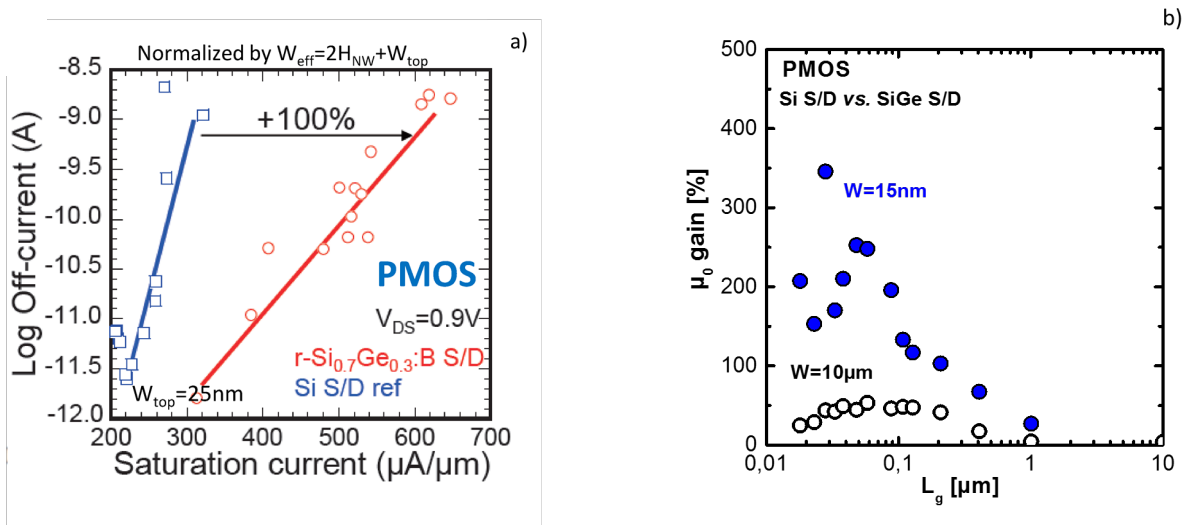 a)
Normalized by Weff=2HNW+Wtop
-8.5
-9.0
-9.5
-10.0
-10.5
-11.0
-11.5
-12.0
Log Off-current (A)
+100%
PMOS
VDS=0.9V
r-Si0.7Ge0.3:B S/D
Si S/D ref
Wtop=25nm
200 300 400 500 600 700
Saturation current (µA/µm)
b)
500
400
300
200
100
0
µ0 gain [%]
PMOS
Si S/D vs. SiGe S/D
W=15nm
W=10µm
0,01 0,1 1 10
Lg [µm]